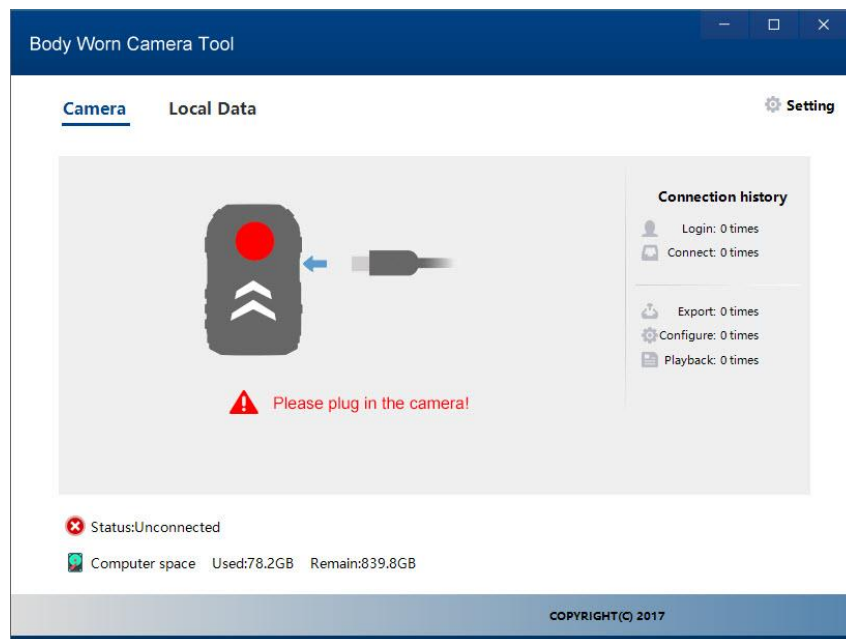 Body Worn Camera Tool
Camera Local Data Setting
Connection history
Login: 0 times
Connect: 0 times
Export: 0 times
Configure: 0 times
Playback: 0 times
Please plug in the camera!
Status:Unconnected
Computer space Used:78.2GB Remain:839.8GB
COPYRIGHT(C) 2017